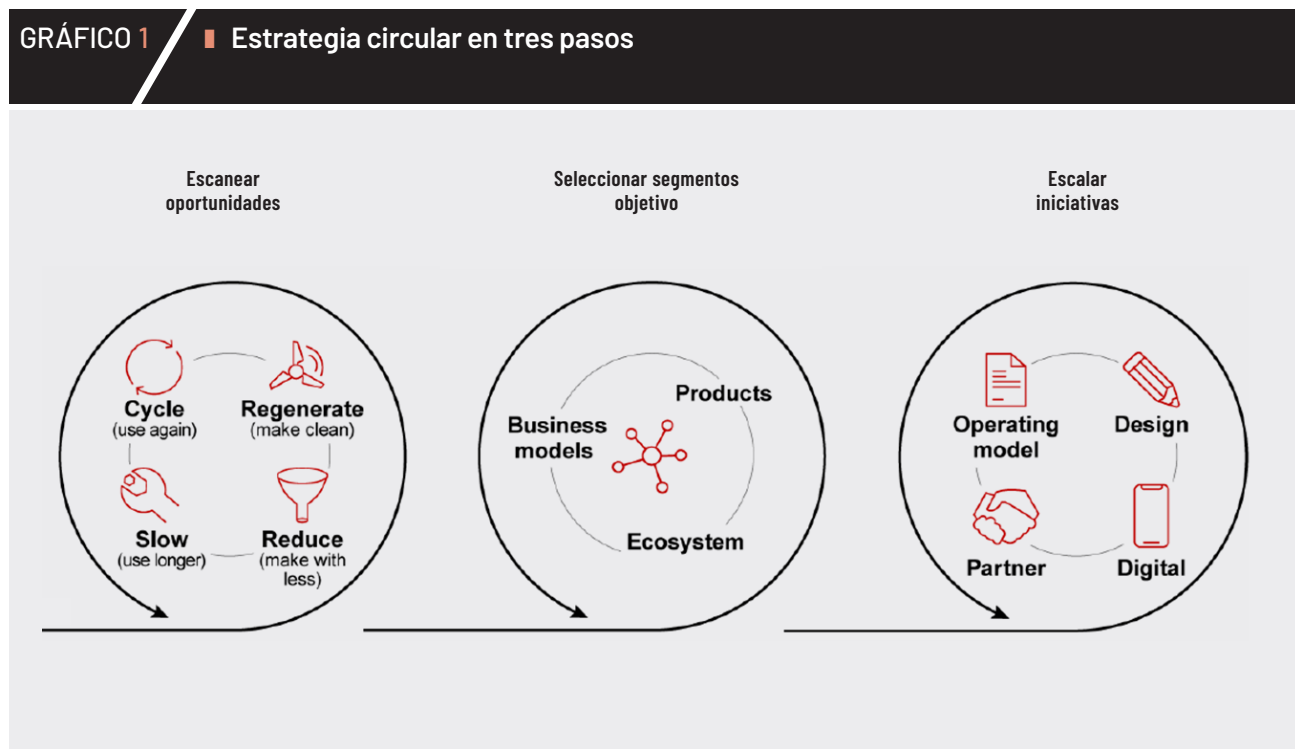 GRÁFICO 1
Estrategia circular en tres pasos
Escanear
oportunidades
Cycle
(use again)
Regenerate
(make clean)
Slow
(use longer)
Reduce
(make with
less)
Seleccionar segmentos
objetivo
Products
Business
models
Ecosystem
Escalar
iniciativas
Operating
model
Design
Partner
Digital